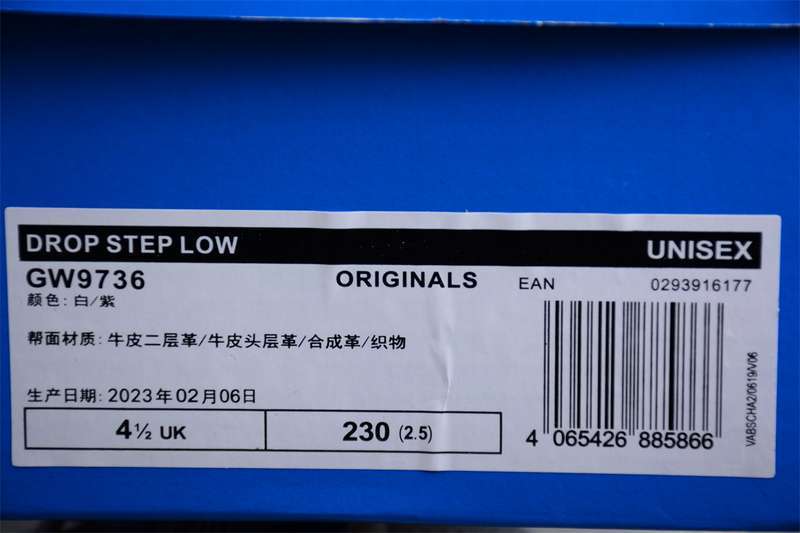 DROP STEP LOW UNISEX
GW9736 ORIGINALS EAN 0293916177
颜色: 白/紫
帮面材质: 牛皮二层革/牛皮头层革/合成革/织物
生产日期: 2023年02月06日
4½ UK 230 (2.5)
4 065426 885866
VABSCHA2/0619/V06